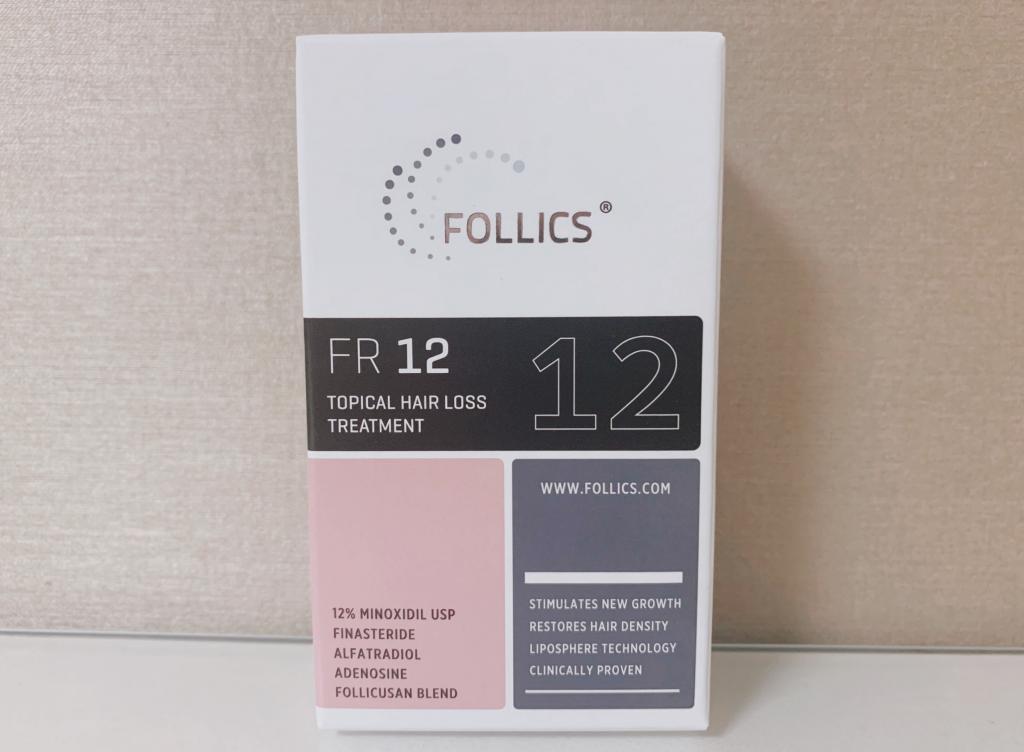 FOLLICS®
FR 12
TOPICAL HAIR LOSS
TREATMENT
12
WWW.FOLLICS.COM
12% MINOXIDIL USP
FINASTERIDE
ALFATRADIOL
ADENOSINE
FOLLICUSAN BLEND
STIMULATES NEW GROWTH
RESTORES HAIR DENSITY
LIPOSPHERE TECHNOLOGY
CLINICALLY PROVEN